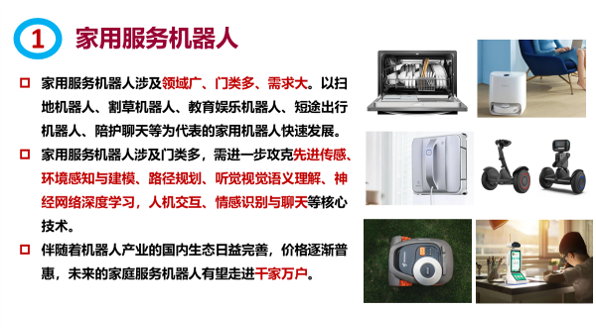 1 家用服务机器人
家用服务机器人涉及领域广、门类多、需求大。以扫
地机器人、割草机器人、教育娱乐机器人、短途出行
机器人、陪护聊天等为代表的家用机器人快速发展。
家用服务机器人涉及门类多，需进一步攻克先进传感、
环境感知与建模、路径规划、听觉视觉语义理解、神
经网络深度学习，人机交互、情感识别与聊天等核心
技术。
伴随着机器人产业的国内生态日益完善，价格逐渐普
惠，未来的家庭服务机器人有望走进千家万户。